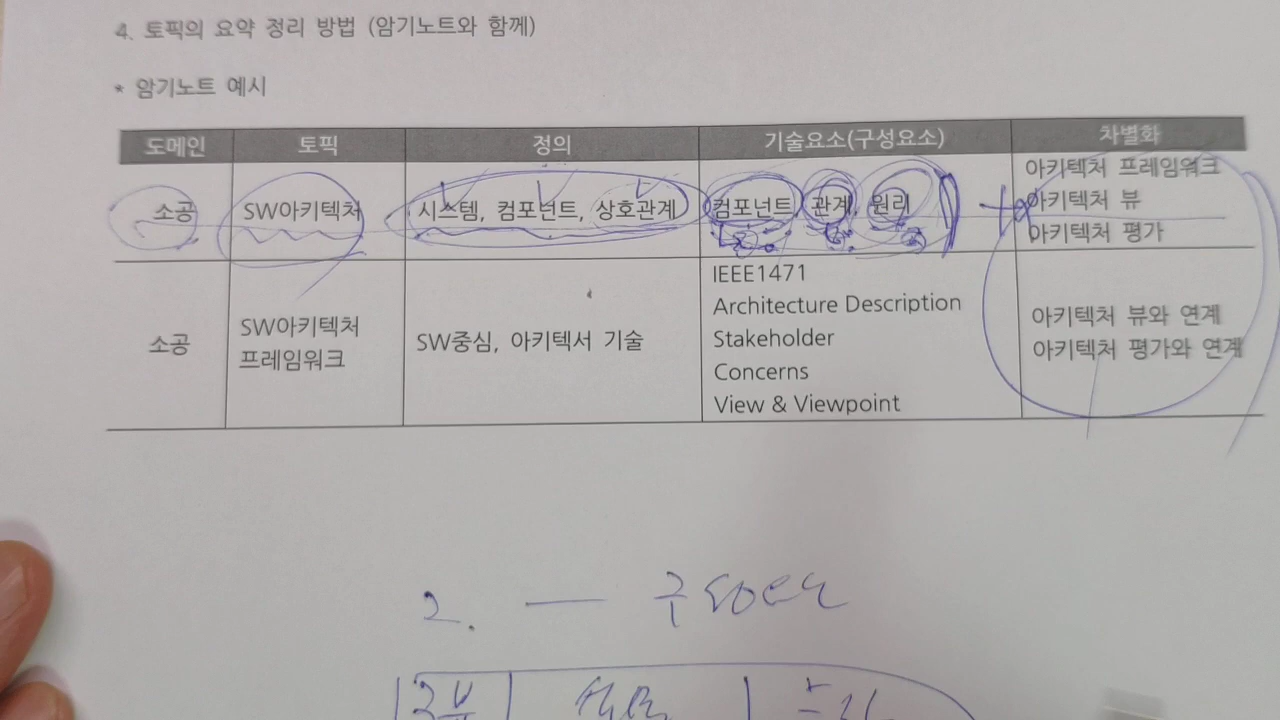 4. 토픽의 요약 정리 방법 (암기노트와 함께)
* 암기노트 예시
도메인 토픽 정의 기술요소(구성요소) 차별화
소공 SW아키텍처 시스템, 컴포넌트, 상호관계 컴포넌트, 관계, 원리 아키텍처 프레임워크
아키텍처 뷰
아키텍처 평가
소공 SW아키텍처
프레임워크
SW중심, 아키텍서 기술
IEEE1471
Architecture Description
Stakeholder
Concerns
View & Viewpoint
아키텍처 뷰와 연계
아키텍처 평가와 연계
2. — 구성요소
구분